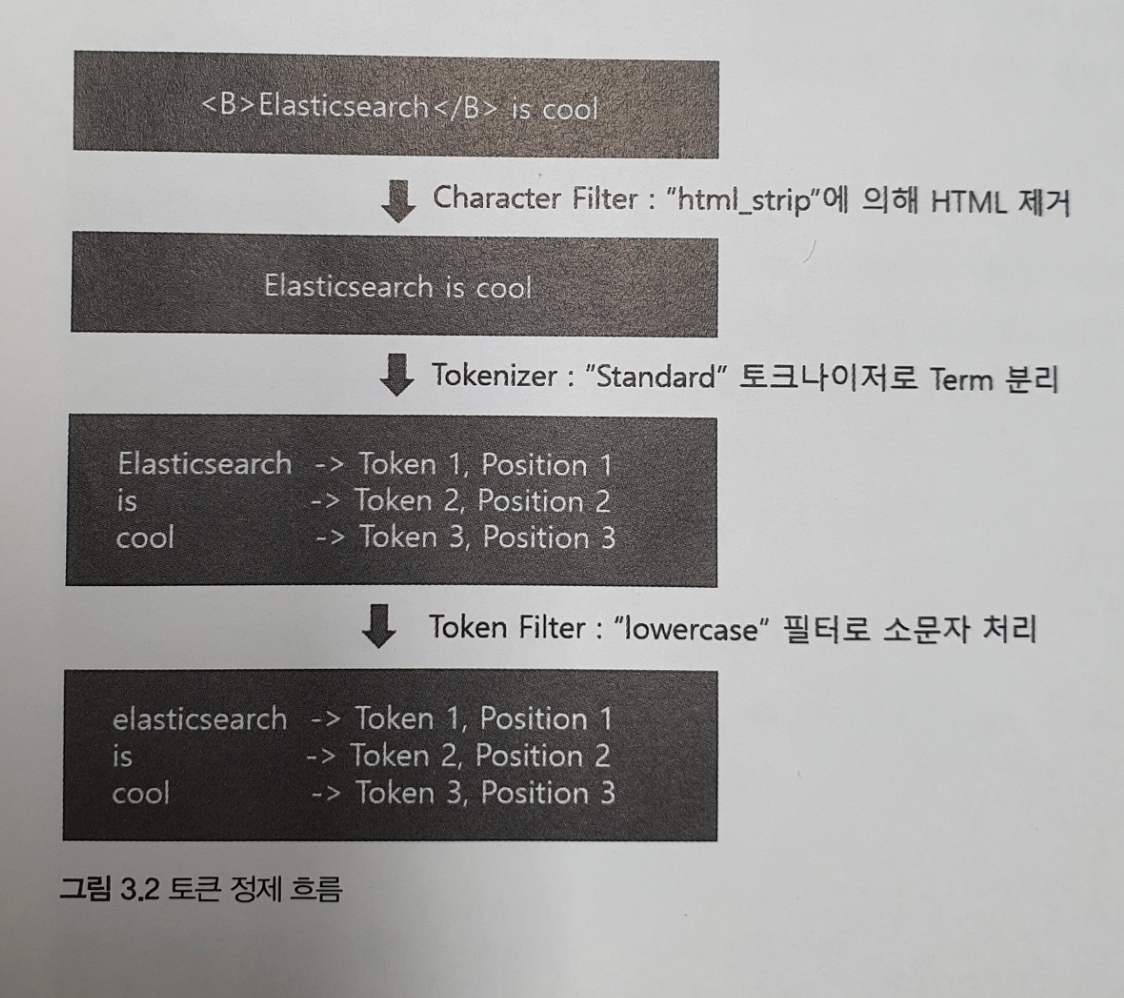 <B>Elasticsearch</B> is cool
Character Filter : "html_strip"에 의해 HTML 제거
Elasticsearch is cool
Tokenizer : "Standard" 토크나이저로 Term 분리
Elasticsearch -> Token 1, Position 1
is -> Token 2, Position 2
cool -> Token 3, Position 3
Token Filter : "lowercase" 필터로 소문자 처리
elasticsearch -> Token 1, Position 1
is -> Token 2, Position 2
cool -> Token 3, Position 3
그림 3.2 토큰 정제 흐름